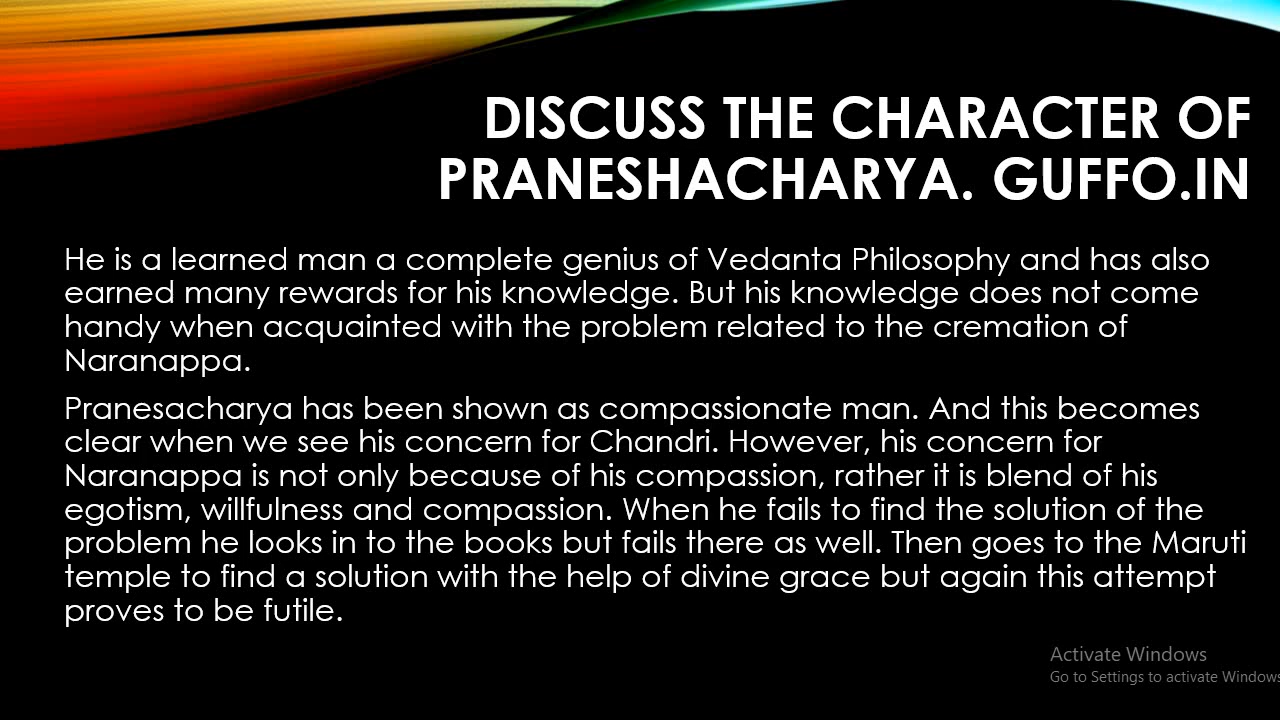 DISCUSS THE CHARACTER OF
PRANESHACHARYA. GUFFO.IN
He is a learned man a complete genius of Vedanta Philosophy and has also
earned many rewards for his knowledge. But his knowledge does not come
handy when acquainted with the problem related to the cremation of
Naranappa.
Pranesacharya has been shown as compassionate man. And this becomes
clear when we see his concern for Chandri. However, his concern for
Naranappa is not only because of his compassion, rather it is blend of his
egotism, willfulness and compassion. When he fails to find the solution of the
problem he looks in to the books but fails there as well. Then goes to the Maruti
temple to find a solution with the help of divine grace but again this attempt
proves to be futile.
Activate Windows
Go to Settings to activate Windows